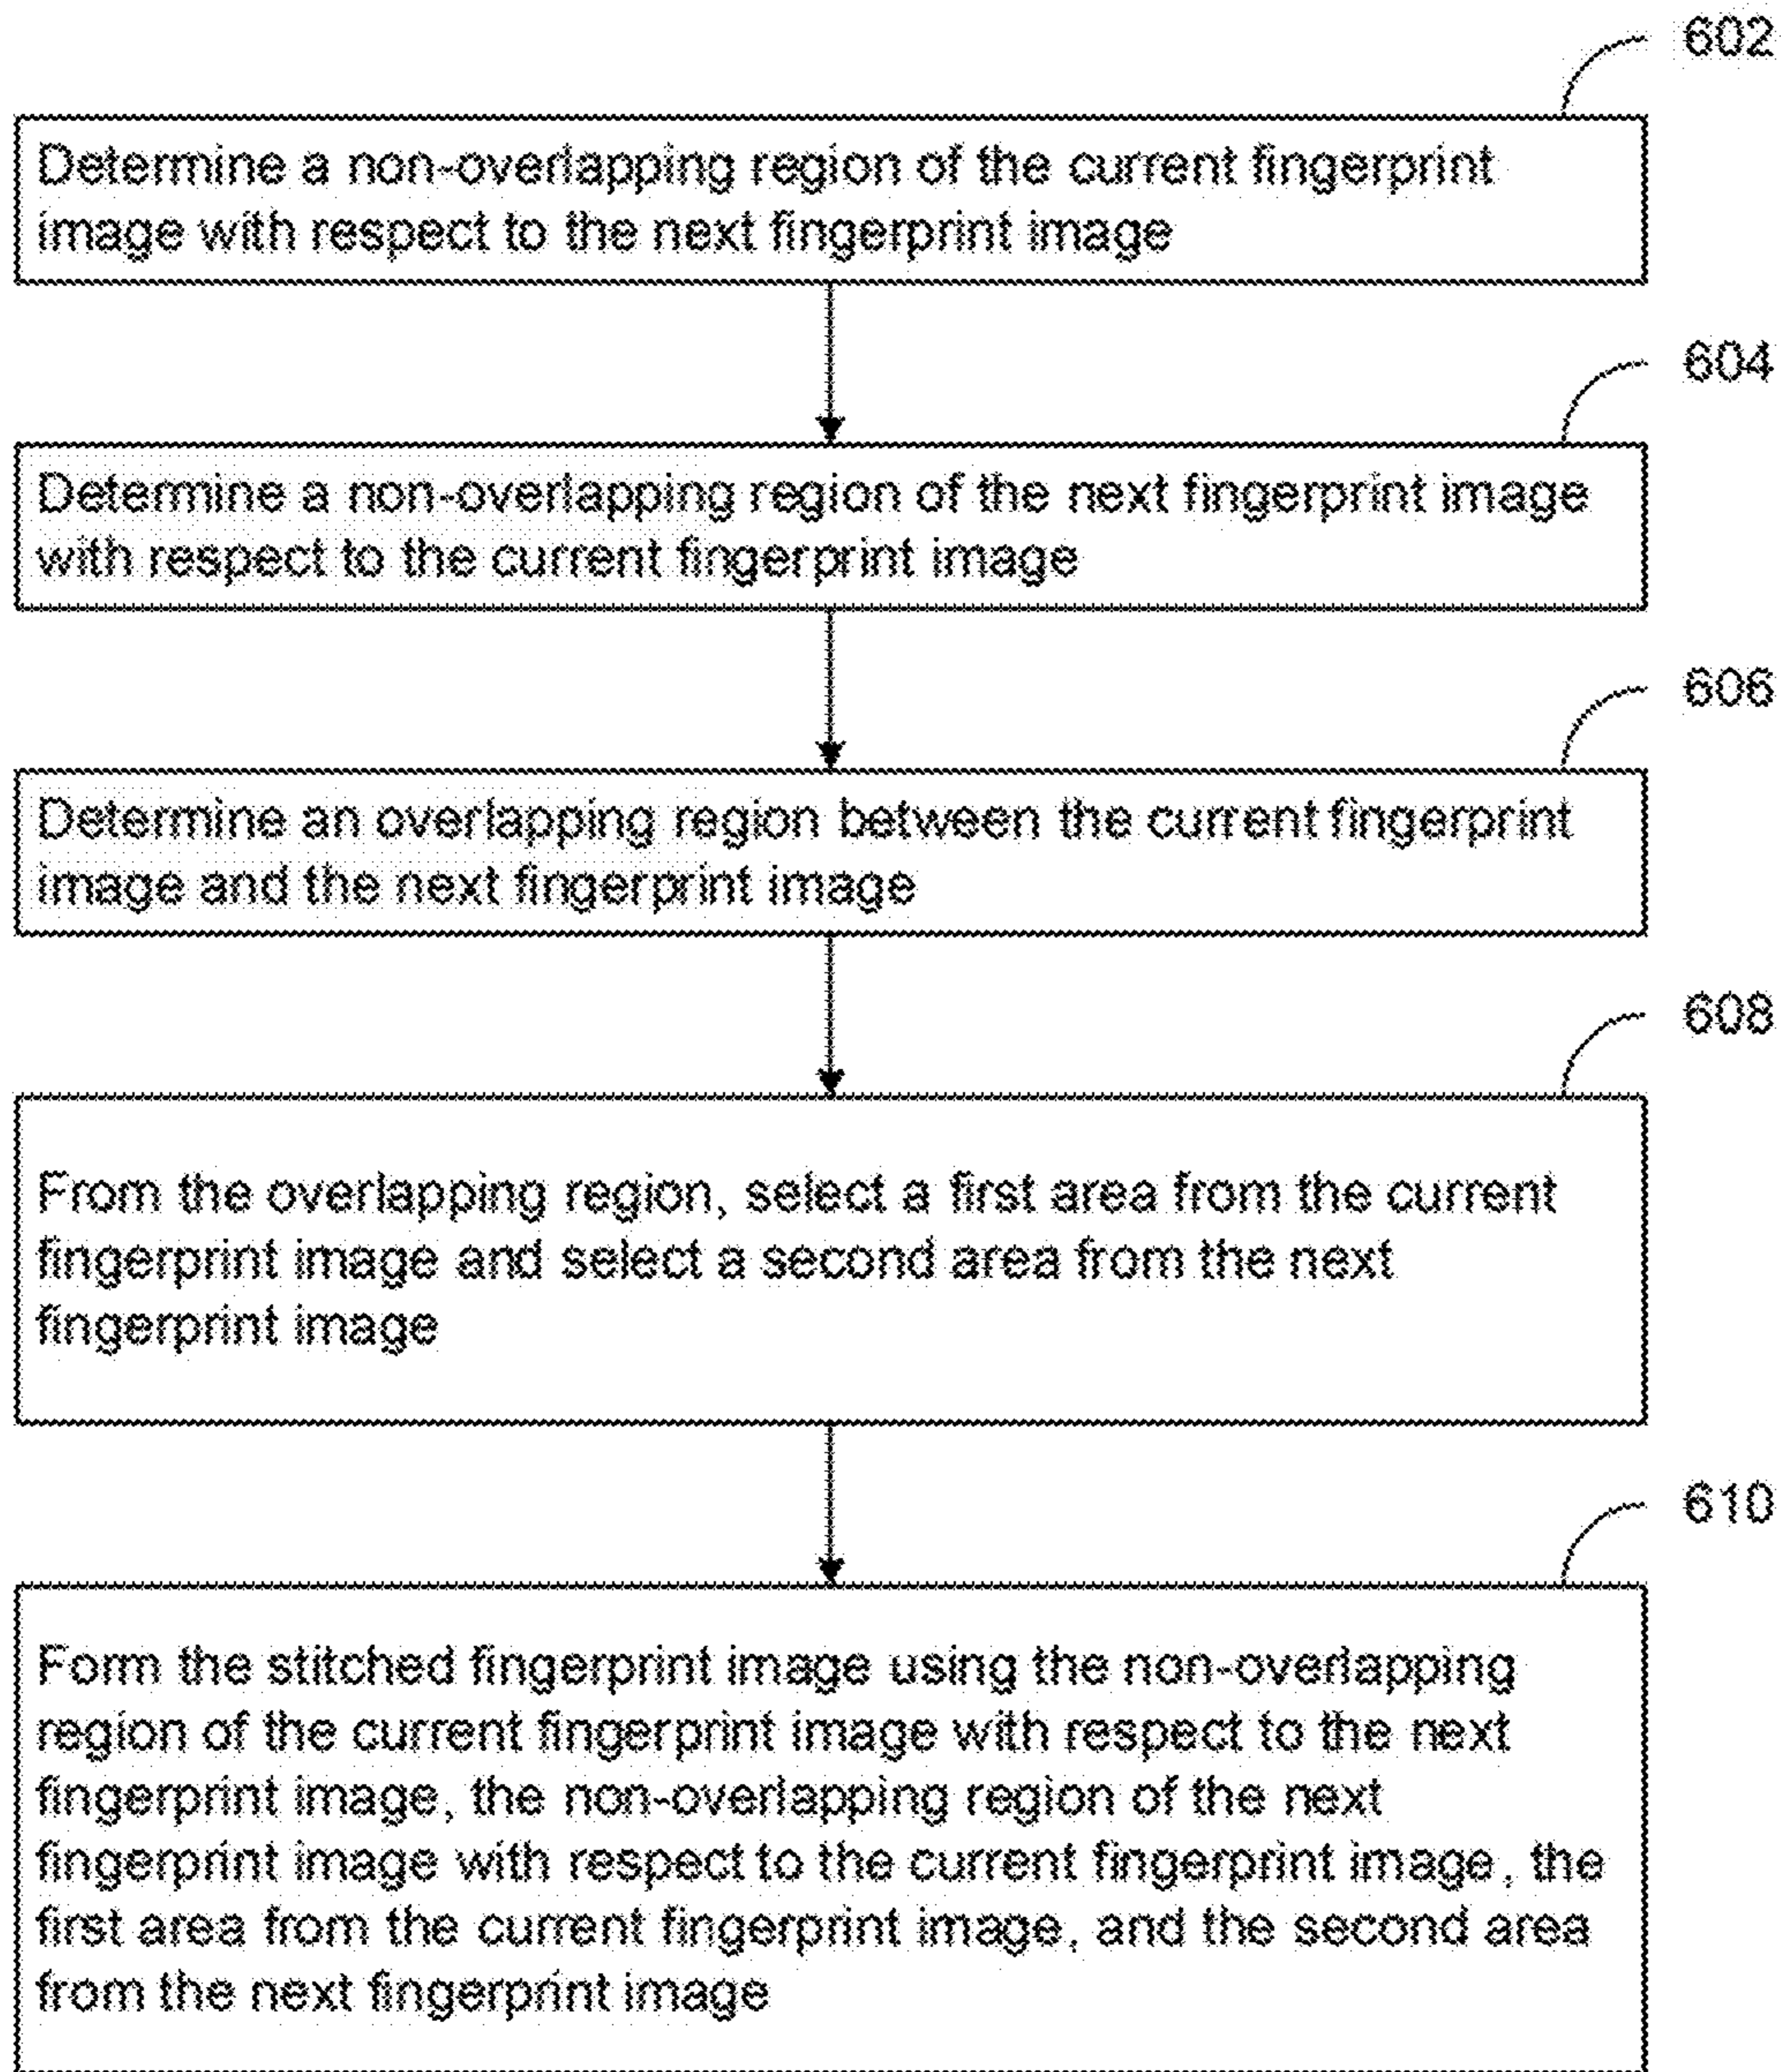 602
Determine a non-overlapping region of the current fingerprint
image with respect to the next fingerprint image
604
Determine a non-overlapping region of the next fingerprint image
with respect to the current fingerprint image
606
Determine an overlapping region between the current fingerprint
image and the next fingerprint image
608
From the overlapping region, select a first area from the current
fingerprint image and select a second area from the next
fingerprint image
610
Form the stitched fingerprint image using the non-overlapping
region of the current fingerprint image with respect to the next
fingerprint image, the non-overlapping region of the next
fingerprint image with respect to the current fingerprint image, the
first area from the current fingerprint image, and the second area
from the next fingerprint image